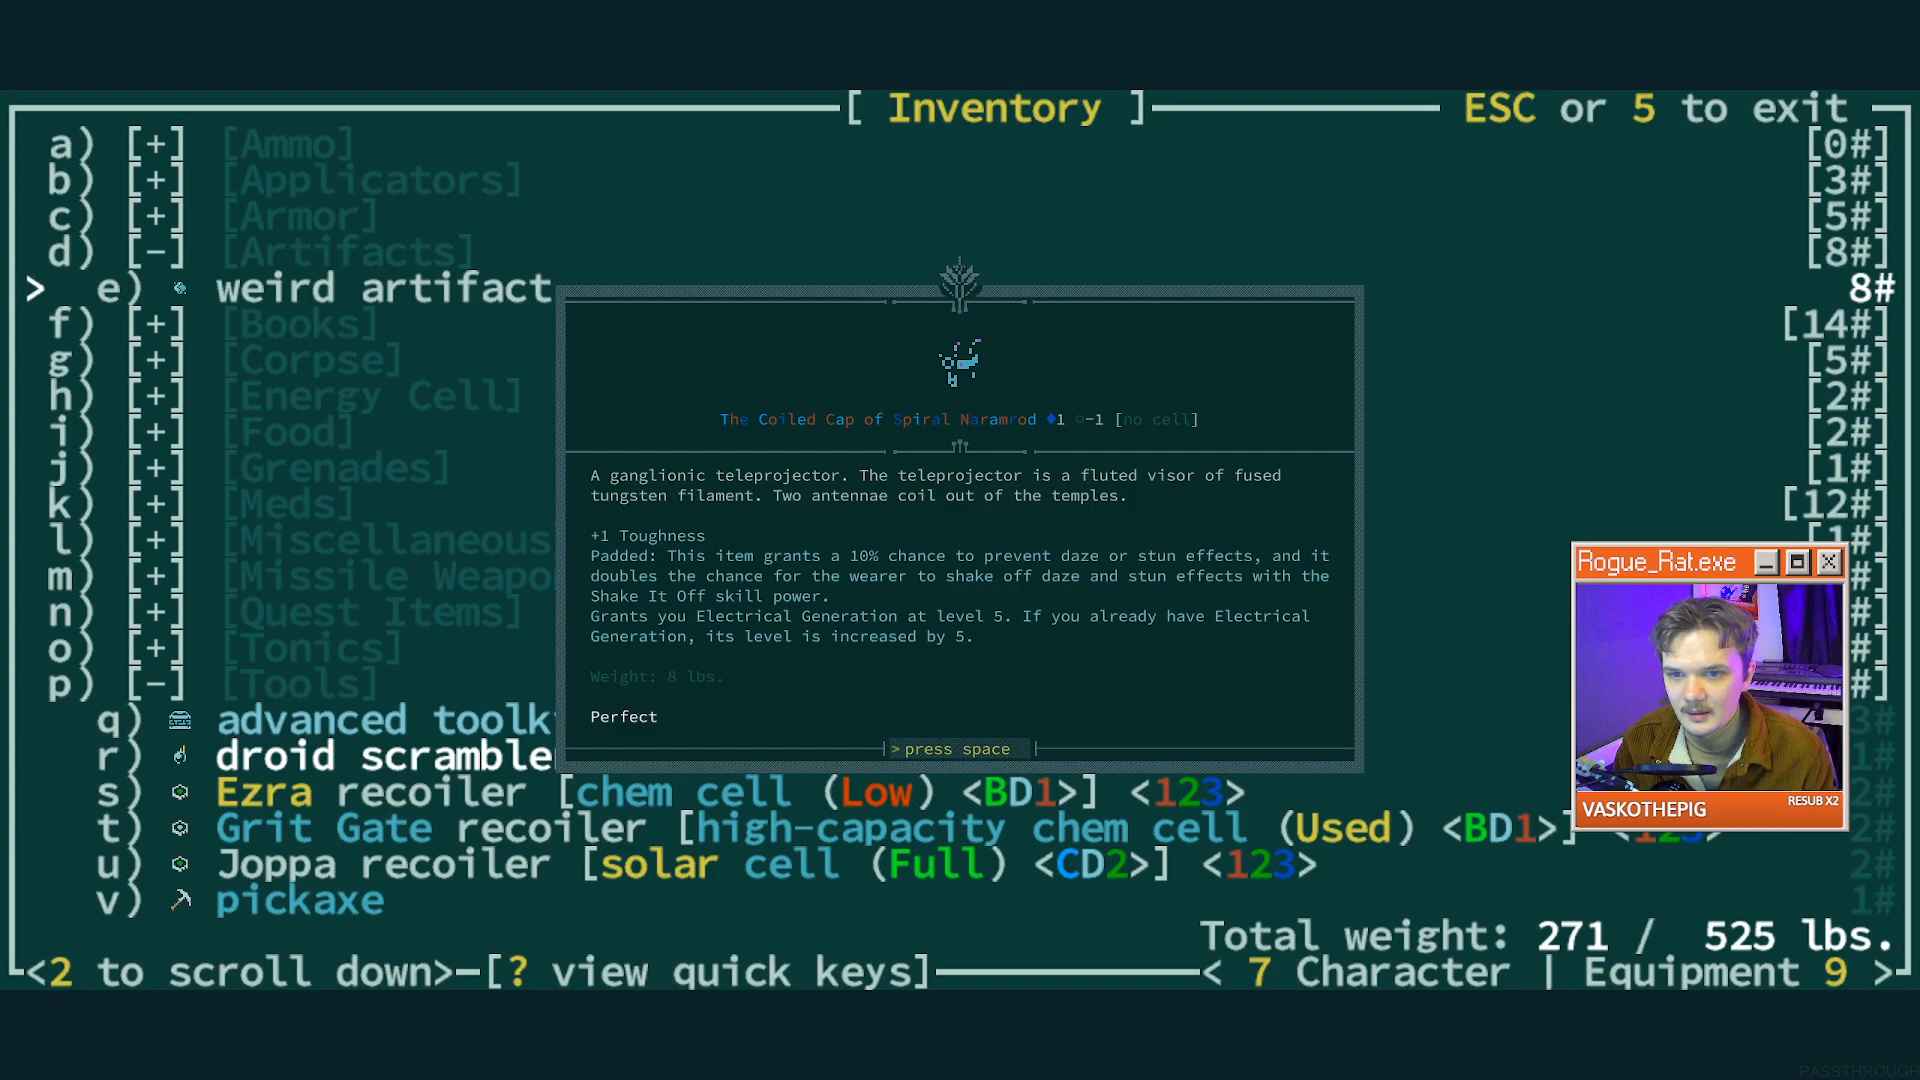 [ Inventory ] ESC or 5 to exit
a) [+] [Ammo] [0#]
b) [+] [Applicators] [3#]
c) [+] [Armor] [5#]
d) [-] [Artifacts] [8#]
> e) weird artifact 8#
f) [+] [Books] [14#]
g) [+] [Corpse] [5#]
h) [+] [Energy Cell] [2#]
i) [+] [Food] [2#]
j) [+] [Grenades] [1#]
k) [+] [Meds] [12#]
l) [+] [Miscellaneous [1#]
m) [+] [Missile Weapo #]
n) [+] [Quest Items] #]
o) [+] [Tonics] #]
p) [-] [Tools] #]
q) advanced toolk 3#
r) droid scramble 1#
s) Ezra recoiler [chem cell (Low) <BD1>] <123> 2#
t) Grit Gate recoiler [high-capacity chem cell (Used) <BD1>] <123> 2#
u) Joppa recoiler [solar cell (Full) <CD2>] <123> 2#
v) pickaxe 1#
Total weight: 271 / 525 lbs.
<2 to scroll down> [? view quick keys] < 7 Character | Equipment 9 >
The Coiled Cap of Spiral Naramrod ♦1 ○-1 [no cell]
A ganglionic teleprojector. The teleprojector is a fluted visor of fused
tungsten filament. Two antennae coil out of the temples.
+1 Toughness
Padded: This item grants a 10% chance to prevent daze or stun effects, and it
doubles the chance for the wearer to shake off daze and stun effects with the
Shake It Off skill power.
Grants you Electrical Generation at level 5. If you already have Electrical
Generation, its level is increased by 5.
Weight: 8 lbs.
Perfect
> press space
Rogue_Rat.exe
VASKOTHEPIG RESUB X2
PASSTHROUGH